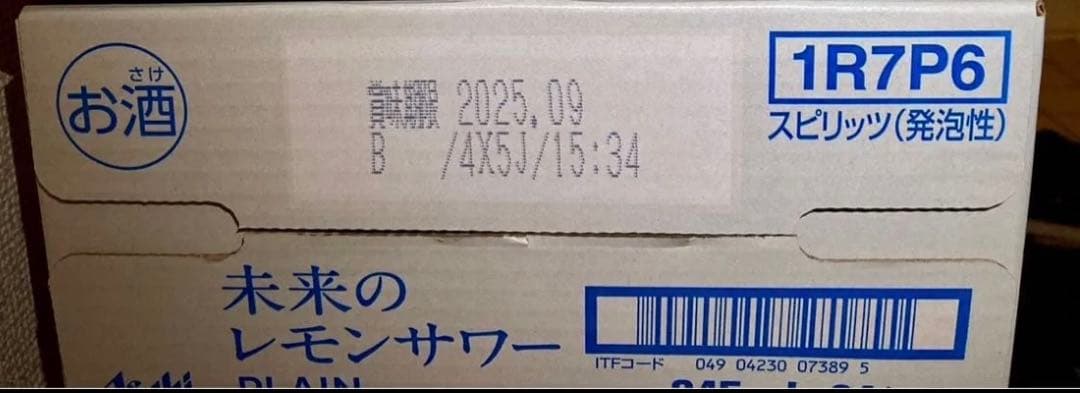 さけ
お酒
賞味期限 2025.09
B /4X5J/15:34
1R7P6
スピリッツ(発泡性)
未来の
レモンサワー
ITFコード 049 04230 07389 5
Asahi PLAIN